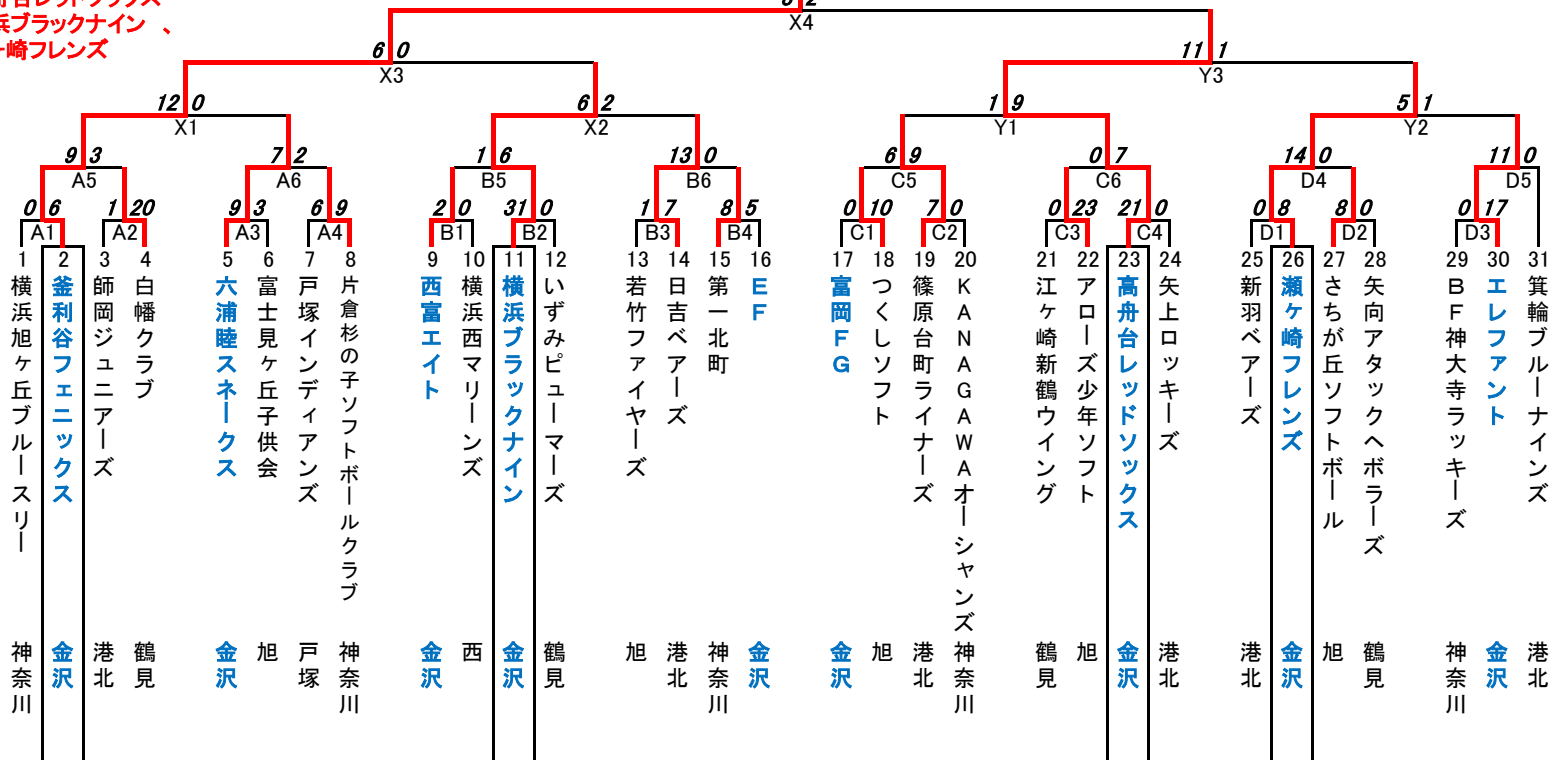 浜ブラックナイン 、
ヶ崎フレンズ
X4
6 0
X3
11 1
Y3
12 0
X1
6 2
X2
1 9
Y1
5 1
Y2
9 3
A5
7 2
A6
1 6
B5
13 0
B6
6 9
C5
0 7
C6
14 0
D4
11 0
D5
0 6
A1
1 20
A2
9 3
A3
6 9
A4
2 0
B1
31 0
B2
1 7
B3
8 5
B4
0 10
C1
7 0
C2
0 23
C3
21 0
C4
0 8
D1
8 0
D2
0 17
D3
1 横浜旭ヶ丘ブルースリー 神奈川
2 釜利谷フェニックス 金沢
3 師岡ジュニアーズ 港北
4 白幡クラブ 鶴見
5 六浦睦スネークス 金沢
6 富士見ヶ丘子供会 旭
7 戸塚インディアンズ 戸塚
8 片倉杉の子ソフトボールクラブ 神奈川
9 西富エイト 金沢
10 横浜西マリーンズ 西
11 横浜ブラックナイン 金沢
12 いずみピューマーズ 鶴見
13 若竹ファイヤーズ 旭
14 日吉ベアーズ 港北
15 第一北町 神奈川
16 EF 金沢
17 富岡FG 金沢
18 つくしソフト 旭
19 篠原台町ライナーズ 港北
20 KANAGAWAオーシャンズ 神奈川
21 江ヶ崎新鶴ウイング 鶴見
22 アローズ少年ソフト 旭
23 高舟台レッドソックス 金沢
24 矢上ロッキーズ 港北
25 新羽ベアーズ 港北
26 瀬ヶ崎フレンズ 金沢
27 さちが丘ソフトボール 旭
28 矢向アタックヘボラーズ 鶴見
29 BF神大寺ラッキーズ 神奈川
30 エレファント 金沢
31 箕輪ブルーナインズ 港北